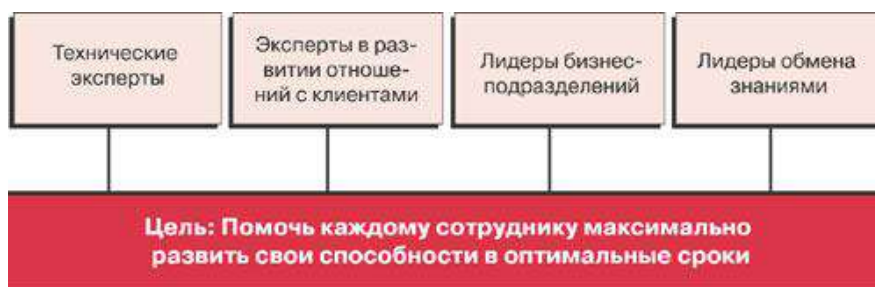 Технические
эксперты
Эксперты в раз-
витии отноше-
ний с клиентами
Лидеры бизнес-
подразделений
Лидеры обмена
знаниями
Цель: Помочь каждому сотруднику максимально
развить свои способности в оптимальные сроки